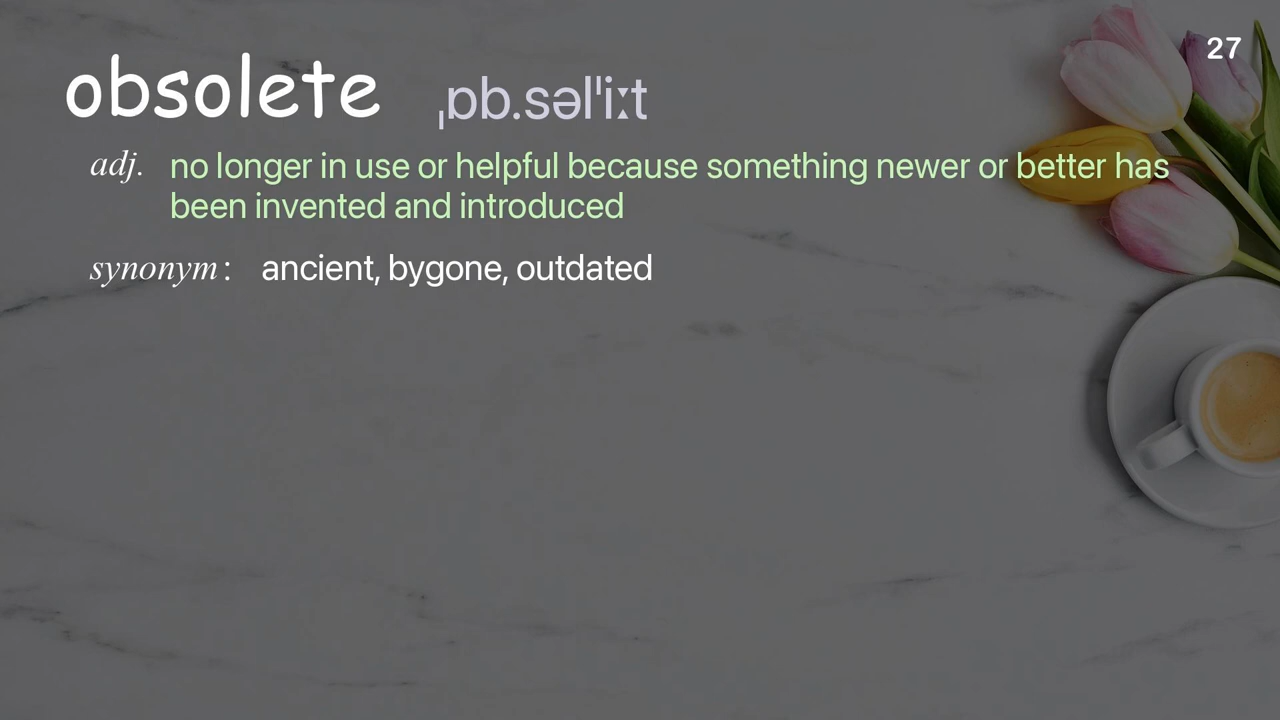 27
obsolete ˌɒb.səlˈiːt
adj. no longer in use or helpful because something newer or better has
been invented and introduced
synonym: ancient, bygone, outdated